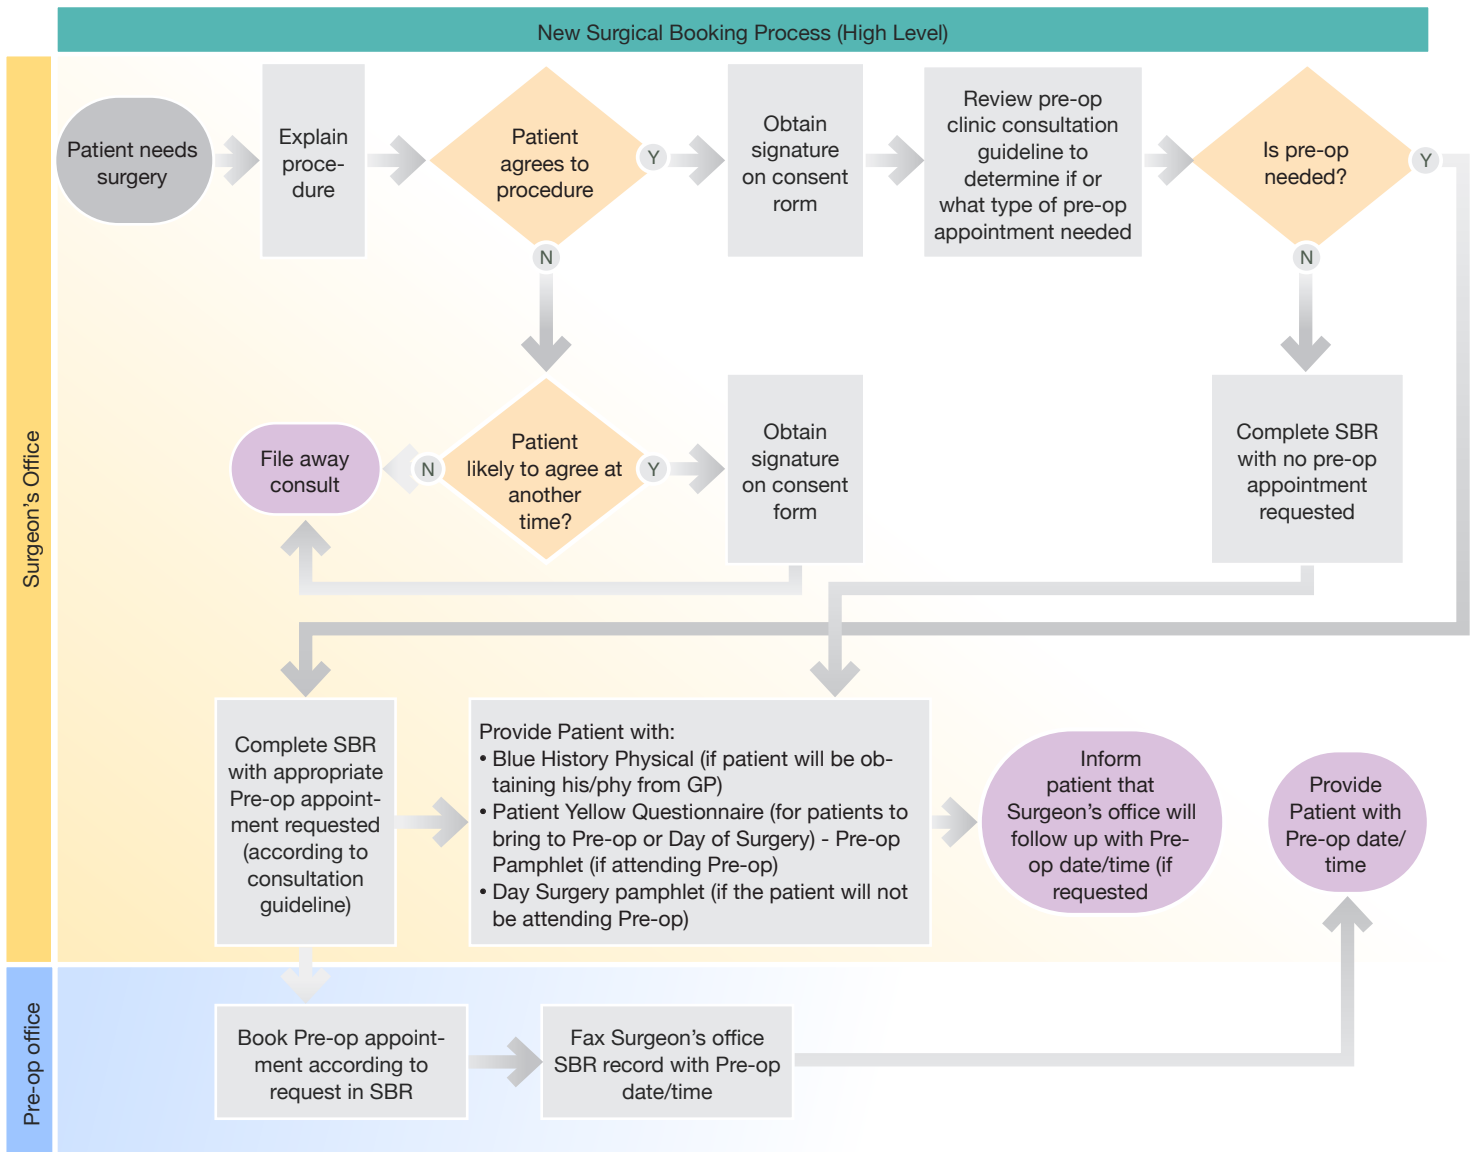 New Surgical Booking Process (High Level)
Surgeon's Office
Patient needs
surgery
Explain
proce-
dure
Patient
agrees to
procedure
Y
N
Obtain
signature
on consent
rorm
Review pre-op
clinic consultation
guideline to
determine if or
what type of pre-op
appointment needed
Is pre-op
needed?
Y
N
File away
consult
N
Patient
likely to agree at
another
time?
Y
Obtain
signature
on consent
form
Complete SBR
with no pre-op
appointment
requested
Complete SBR
with appropriate
Pre-op appoint-
ment requested
(according to
consultation
guideline)
Provide Patient with:
• Blue History Physical (if patient will be ob-
taining his/phy from GP)
• Patient Yellow Questionnaire (for patients to
bring to Pre-op or Day of Surgery) - Pre-op
Pamphlet (if attending Pre-op)
• Day Surgery pamphlet (if the patient will not
be attending Pre-op)
Inform
patient that
Surgeon's office will
follow up with Pre-
op date/time (if
requested
Provide
Patient with
Pre-op date/
time
Pre-op office
Book Pre-op appoint-
ment according to
request in SBR
Fax Surgeon's office
SBR record with Pre-op
date/time